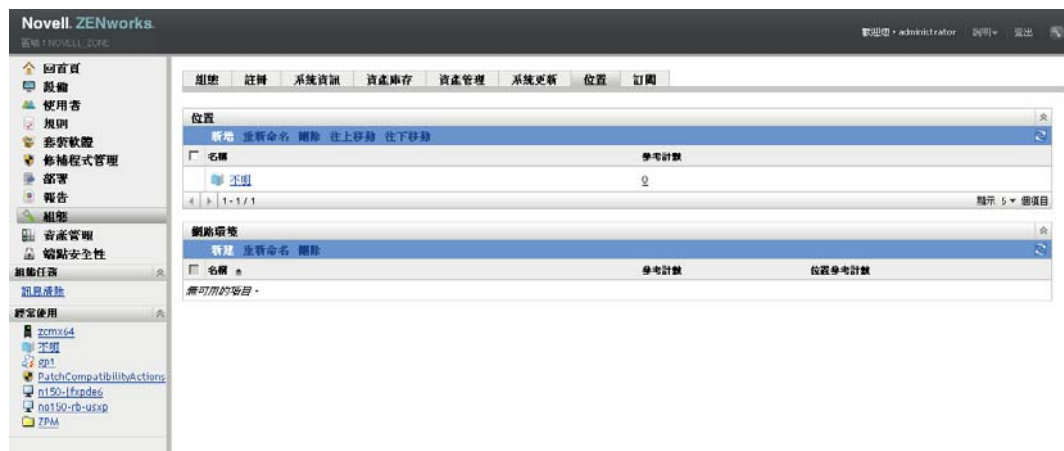 Novell. ZENworks.
區域：NOVELL_ZONE
歡迎您，administrator 說明 登出
回首頁
設備
使用者
規則
套裝軟體
修補程式管理
部署
報告
組態
資產管理
端點安全性
組態任務
訊息清除
經常使用
zcmx64
不明
gp1
PatchCompatibilityActions
n150-lfxpde6
no150-rb-usxp
ZPM
組態 註冊 系統資訊 資產庫存 資產管理 系統更新 位置 訂閱
位置
新增 重新命名 刪除 往上移動 往下移動
名稱 參考計數
不明 0
1 - 1 / 1 顯示 5 個項目
網路環境
新建 重新命名 刪除
名稱 參考計數 位置參考計數
無可用的項目。